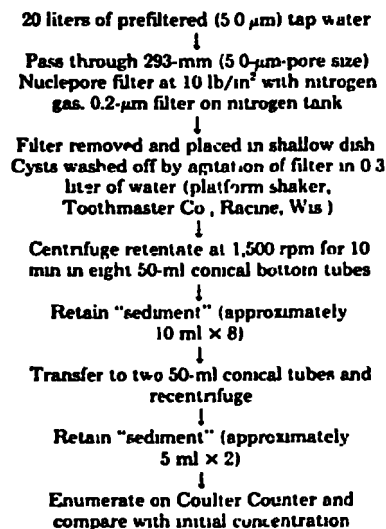 20 liters of prefiltered (5 0 μm) tap water
↓
Pass through 293-mm (5 0-μm-pore size)
Nuclepore filter at 10 lb/in² with nitrogen
gas. 0.2-μm filter on nitrogen tank
↓
Filter removed and placed in shallow dish
Cysts washed off by agitation of filter in 0 3
liter of water (platform shaker,
Toothmaster Co , Racine, Wis )
↓
Centrifuge retentate at 1,500 rpm for 10
min in eight 50-ml conical bottom tubes
↓
Retain "sediment" (approximately
10 ml × 8)
↓
Transfer to two 50-ml conical tubes and
recentrifuge
↓
Retain "sediment" (approximately
5 ml × 2)
↓
Enumerate on Coulter Counter and
compare with initial concentration